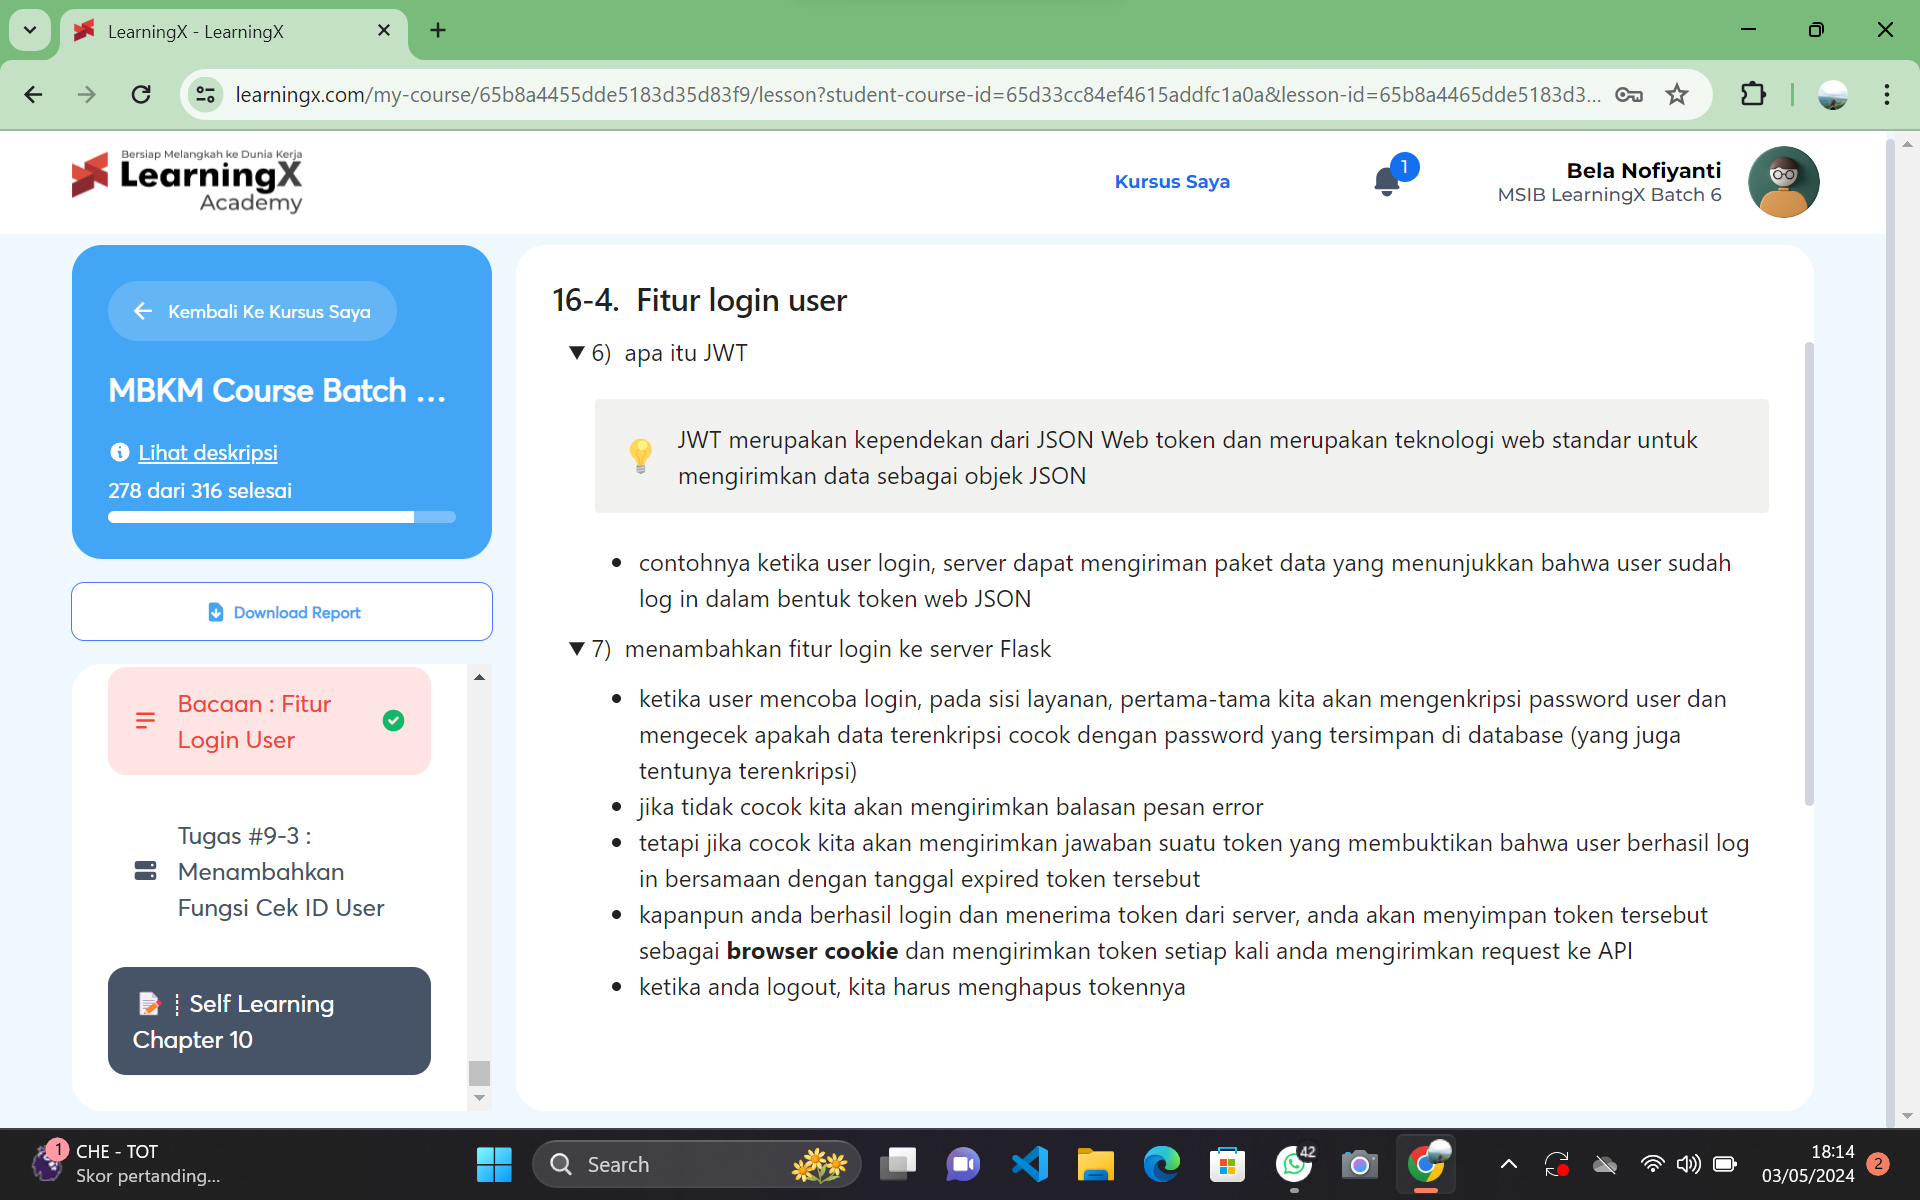 LearningX - LearningX
learningx.com/my-course/65b8a4455dde5183d35d83f9/lesson?student-course-id=65d33cc84ef4615addfc1a0a&lesson-id=65b8a4465dde5183d3...
Bersiap Melangkah ke Dunia Kerja
LearningX
Academy
Kursus Saya
1
Bela Nofiyanti
MSIB LearningX Batch 6
Kembali Ke Kursus Saya
MBKM Course Batch ...
Lihat deskripsi
278 dari 316 selesai
Download Report
Bacaan : Fitur
Login User
Tugas #9-3 :
Menambahkan
Fungsi Cek ID User
📝 ┊Self Learning
Chapter 10
16-4. Fitur login user
▼ 6) apa itu JWT
💡 JWT merupakan kependekan dari JSON Web token dan merupakan teknologi web standar untuk
mengirimkan data sebagai objek JSON
• contohnya ketika user login, server dapat mengiriman paket data yang menunjukkan bahwa user sudah
log in dalam bentuk token web JSON
▼ 7) menambahkan fitur login ke server Flask
• ketika user mencoba login, pada sisi layanan, pertama-tama kita akan mengenkripsi password user dan
mengecek apakah data terenkripsi cocok dengan password yang tersimpan di database (yang juga
tentunya terenkripsi)
• jika tidak cocok kita akan mengirimkan balasan pesan error
• tetapi jika cocok kita akan mengirimkan jawaban suatu token yang membuktikan bahwa user berhasil log
in bersamaan dengan tanggal expired token tersebut
• kapanpun anda berhasil login dan menerima token dari server, anda akan menyimpan token tersebut
sebagai browser cookie dan mengirimkan token setiap kali anda mengirimkan request ke API
• ketika anda logout, kita harus menghapus tokennya
1
CHE - TOT
Skor pertanding...
Search
42
18:14
03/05/2024
2